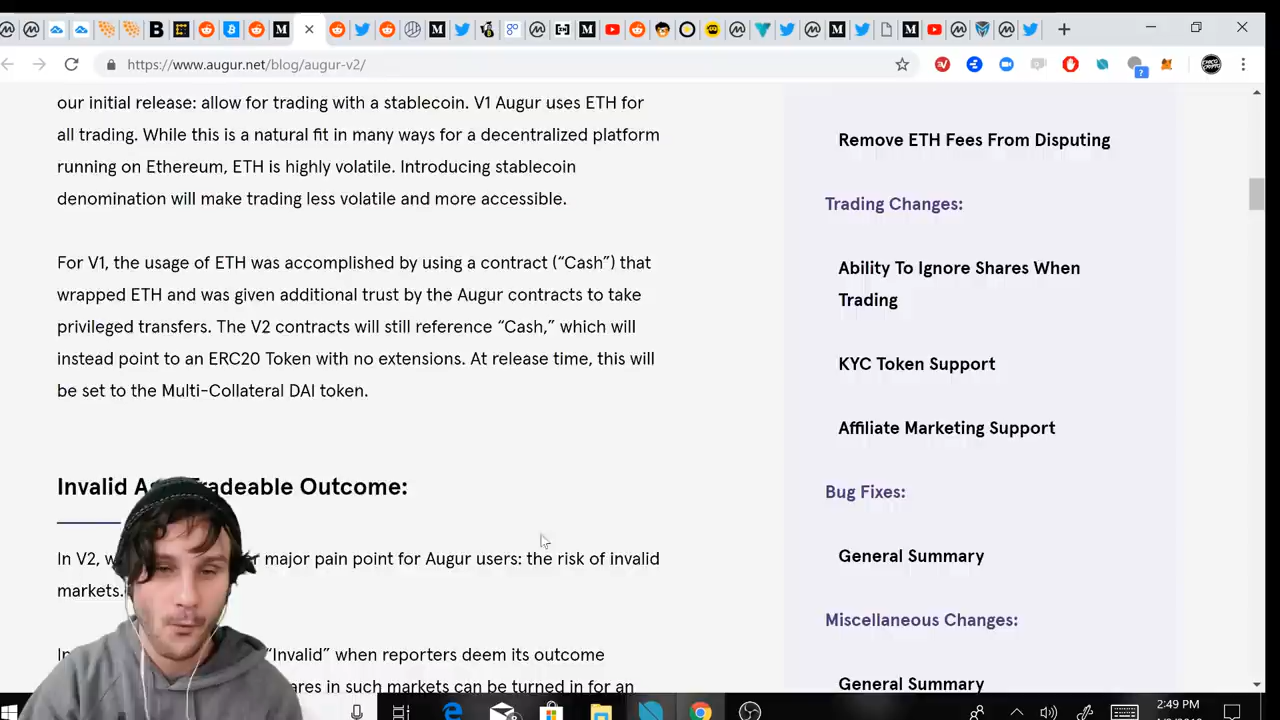 https://www.augur.net/blog/augur-v2/
our initial release: allow for trading with a stablecoin. V1 Augur uses ETH for
all trading. While this is a natural fit in many ways for a decentralized platform
running on Ethereum, ETH is highly volatile. Introducing stablecoin
denomination will make trading less volatile and more accessible.
For V1, the usage of ETH was accomplished by using a contract (“Cash”) that
wrapped ETH and was given additional trust by the Augur contracts to take
privileged transfers. The V2 contracts will still reference “Cash,” which will
instead point to an ERC20 Token with no extensions. At release time, this will
be set to the Multi-Collateral DAI token.
Invalid As Tradeable Outcome:
In V2, major pain point for Augur users: the risk of invalid
markets.
“Invalid” when reporters deem its outcome
in such markets can be turned in for an
Remove ETH Fees From Disputing
Trading Changes:
Ability To Ignore Shares When
Trading
KYC Token Support
Affiliate Marketing Support
Bug Fixes:
General Summary
Miscellaneous Changes:
General Summary
2:49 PM